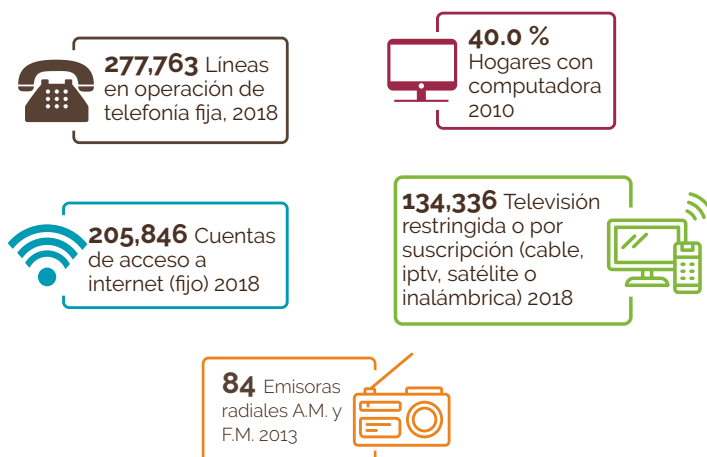 277,763 Líneas
en operación de
telefonía fija, 2018
40.0 %
Hogares con
computadora
2010
205,846 Cuentas
de acceso a
internet (fijo) 2018
134,336 Televisión
restringida o por
suscripción (cable,
iptv, satélite o
inalámbrica) 2018
84 Emisoras
radiales A.M. y
F.M. 2013